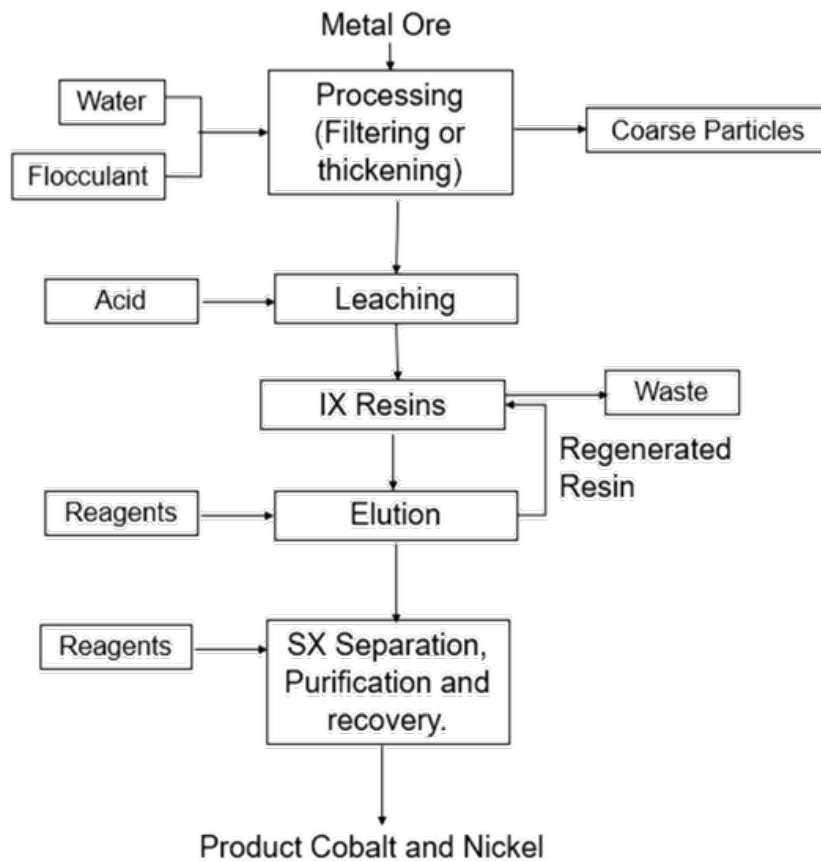 Metal Ore
Water
Flocculant
Processing
(Filtering or
thickening)
Coarse Particles
Acid
Leaching
IX Resins
Waste
Regenerated
Resin
Reagents
Elution
Reagents
SX Separation,
Purification and
recovery.
Product Cobalt and Nickel